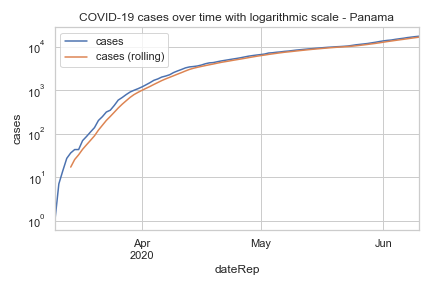 COVID-19 cases over time with logarithmic scale - Panama
cases
cases (rolling)
10^4
10^3
10^2
10^1
10^0
cases
Apr
2020
May
Jun
dateRep